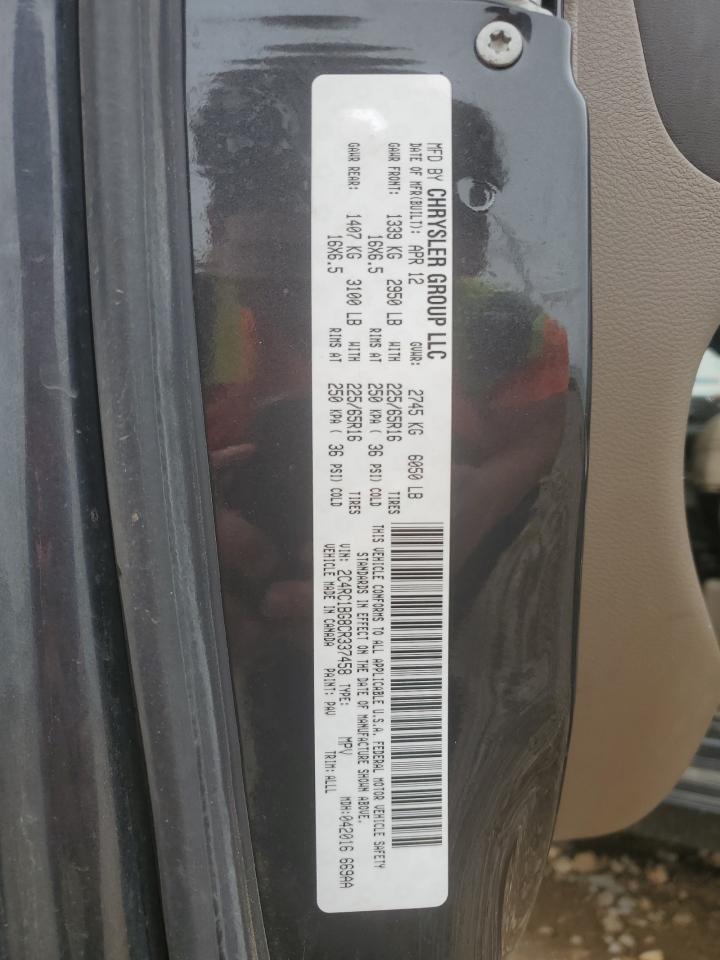 MFD BY CHRYSLER GROUP LLC
DATE OF MFR(BUILT): APR 12 GVWR: 2745 KG 6050 LB
GAWR FRONT: 1339 KG 2950 LB WITH 225/65R16 TIRES
16X6.5 RIMS AT 250 KPA ( 36 PSI) COLD
GAWR REAR: 1407 KG 3100 LB WITH 225/65R16 TIRES
16X6.5 RIMS AT 250 KPA ( 36 PSI) COLD
THIS VEHICLE CONFORMS TO ALL APPLICABLE U.S.A. FEDERAL MOTOR VEHICLE SAFETY
STANDARDS IN EFFECT ON THE DATE OF MANUFACTURE SHOWN ABOVE.
VIN: 2C4RC1BG8CR337458 TYPE: MPV MDH:042016 669AA
VEHICLE MADE IN CANADA PAINT: PAV TRIM:ALLL